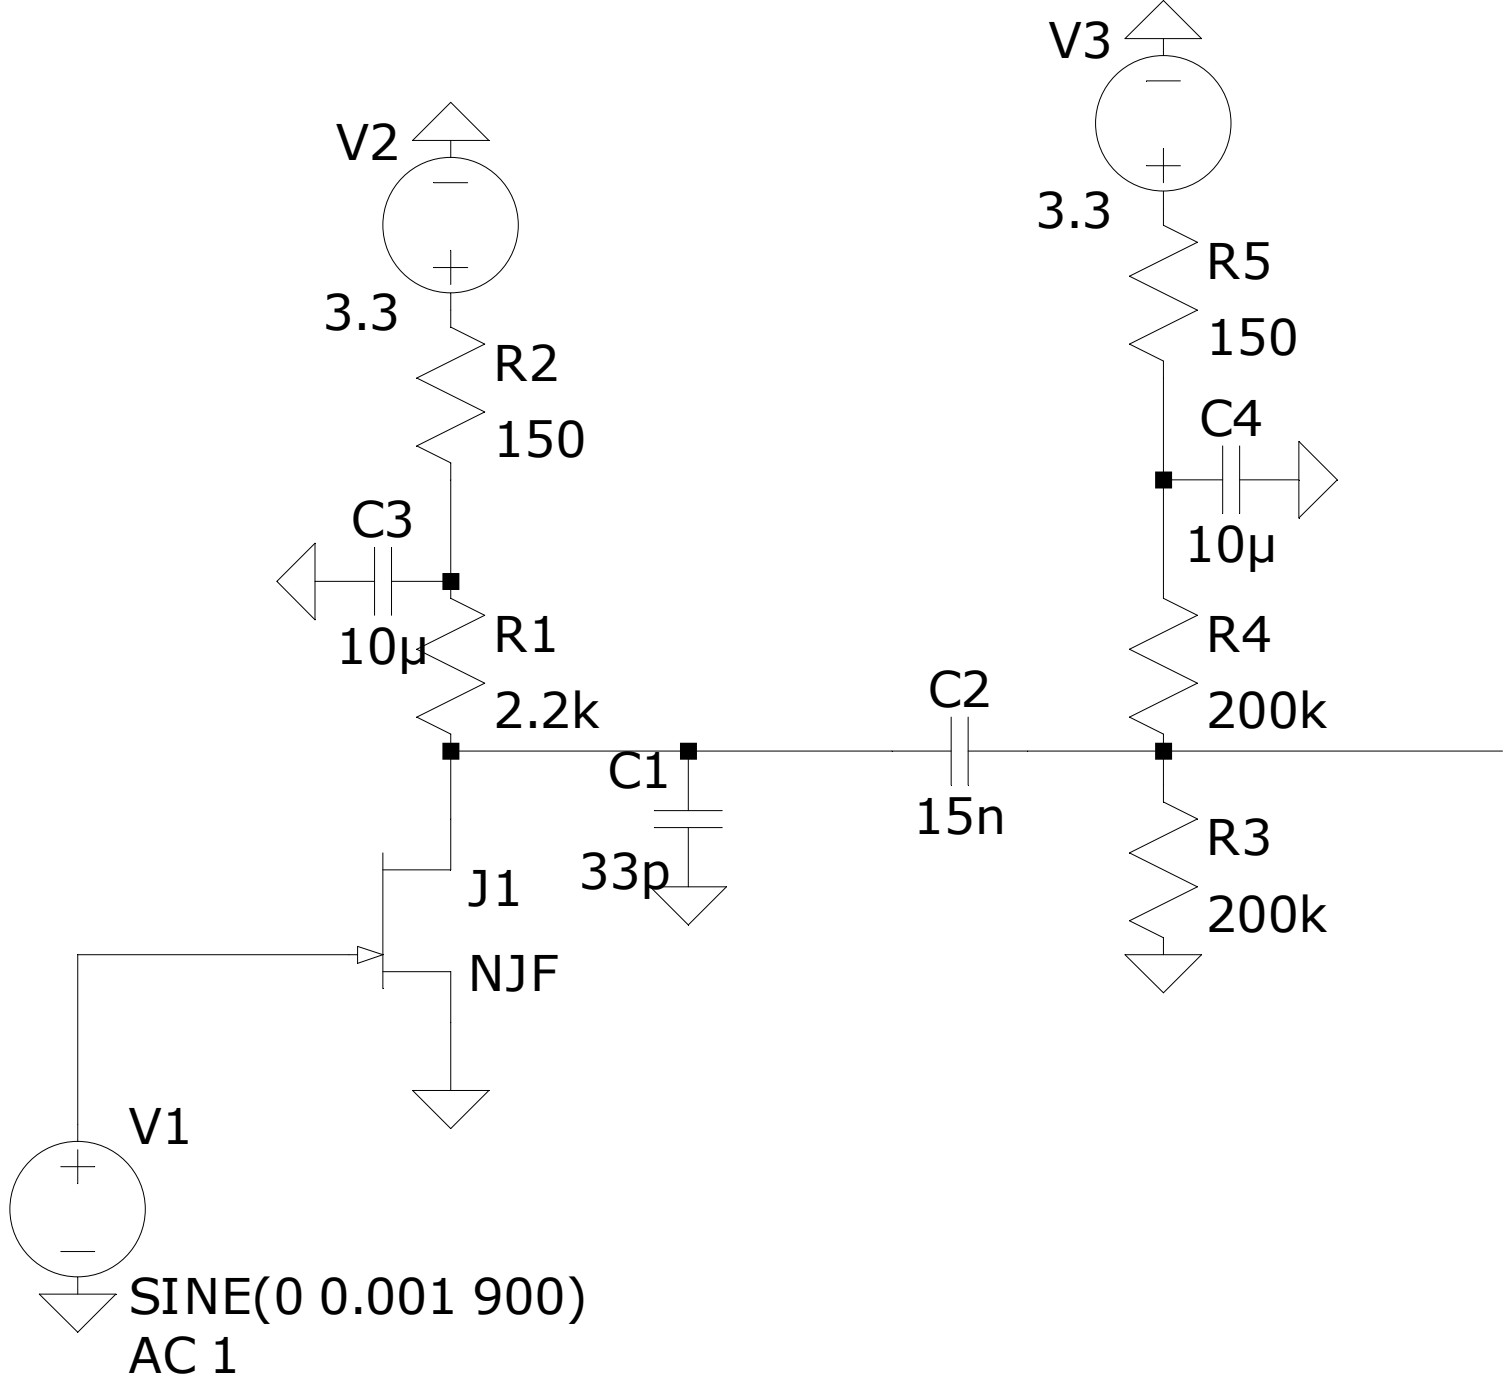 V3
3.3
R5
150
C4
10µ
R4
200k
R3
200k
V2
3.3
R2
150
C3
10µ
R1
2.2k
C1
33p
C2
15n
J1
NJF
V1
SINE(0 0.001 900)
AC 1